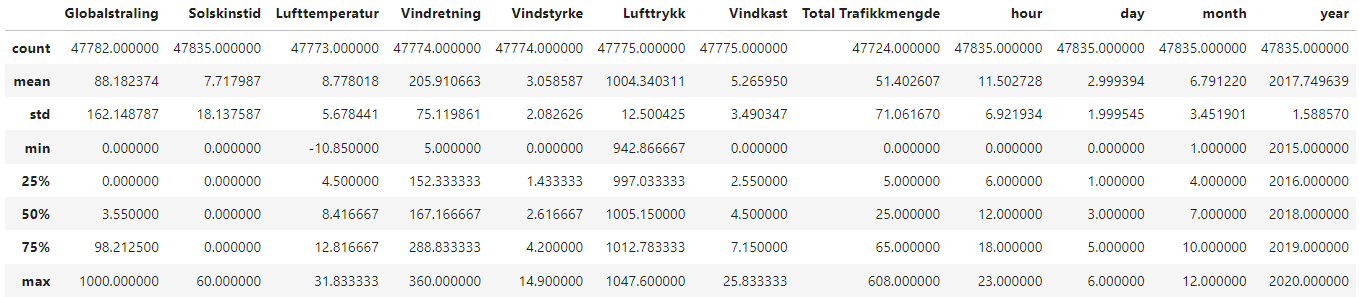 Globalstraling Solskinstid Lufttemperatur Vindretning Vindstyrke Lufttrykk Vindkast Total Trafikkmengde hour day month year
count 47782.000000 47835.000000 47773.000000 47774.000000 47774.000000 47775.000000 47775.000000 47724.000000 47835.000000 47835.000000 47835.000000 47835.000000
mean 88.182374 7.717987 8.778018 205.910663 3.058587 1004.340311 5.265950 51.402607 11.502728 2.999394 6.791220 2017.749639
std 162.148787 18.137587 5.678441 75.119861 2.082626 12.500425 3.490347 71.061670 6.921934 1.999545 3.451901 1.588570
min 0.000000 0.000000 -10.850000 5.000000 0.000000 942.866667 0.000000 0.000000 0.000000 0.000000 1.000000 2015.000000
25% 0.000000 0.000000 4.500000 152.333333 1.433333 997.033333 2.550000 5.000000 6.000000 1.000000 4.000000 2016.000000
50% 3.550000 0.000000 8.416667 167.166667 2.616667 1005.150000 4.500000 25.000000 12.000000 3.000000 7.000000 2018.000000
75% 98.212500 0.000000 12.816667 288.833333 4.200000 1012.783333 7.150000 65.000000 18.000000 5.000000 10.000000 2019.000000
max 1000.000000 60.000000 31.833333 360.000000 14.900000 1047.600000 25.833333 608.000000 23.000000 6.000000 12.000000 2020.000000